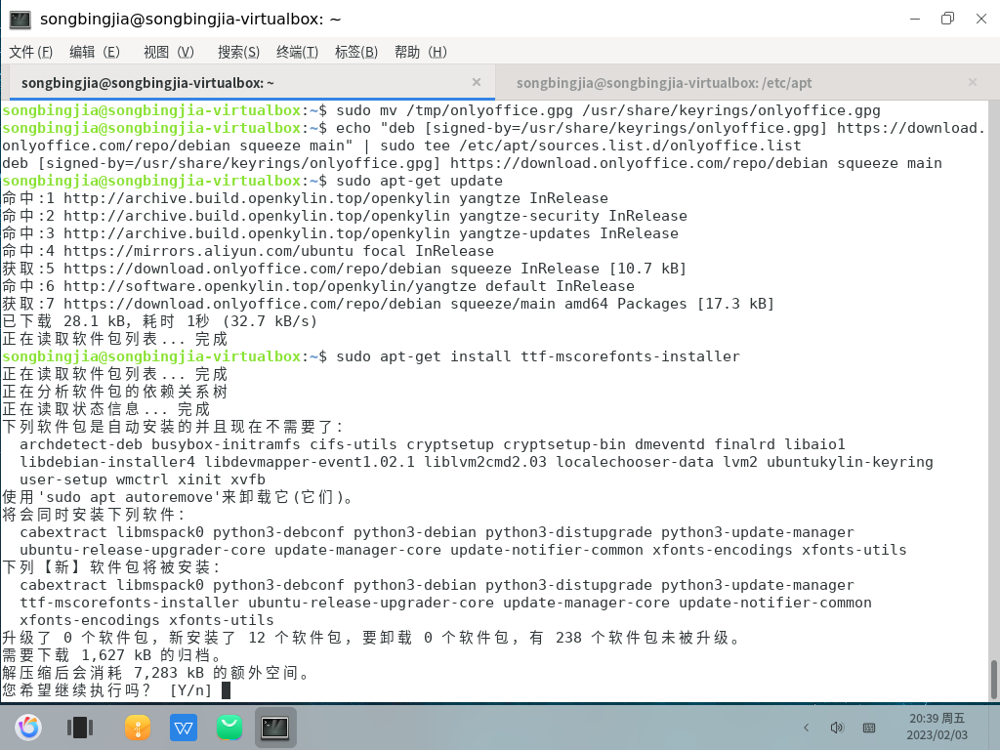 songbingjia@songbingjia-virtualbox: ~
文件(F) 编辑（E） 视图（V） 搜索(S) 终端(T) 标签(B) 帮助（H）
songbingjia@songbingjia-virtualbox: ~ × songbingjia@songbingjia-virtualbox: /etc/apt ×
songbingjia@songbingjia-virtualbox:~$ sudo mv /tmp/onlyoffice.gpg /usr/share/keyrings/onlyoffice.gpg
songbingjia@songbingjia-virtualbox:~$ echo "deb [signed-by=/usr/share/keyrings/onlyoffice.gpg] https://download.
onlyoffice.com/repo/debian squeeze main" | sudo tee /etc/apt/sources.list.d/onlyoffice.list
deb [signed-by=/usr/share/keyrings/onlyoffice.gpg] https://download.onlyoffice.com/repo/debian squeeze main
songbingjia@songbingjia-virtualbox:~$ sudo apt-get update
命中:1 http://archive.build.openkylin.top/openkylin yangtze InRelease
命中:2 http://archive.build.openkylin.top/openkylin yangtze-security InRelease
命中:3 http://archive.build.openkylin.top/openkylin yangtze-updates InRelease
命中:4 https://mirrors.aliyun.com/ubuntu focal InRelease
获取:5 https://download.onlyoffice.com/repo/debian squeeze InRelease [10.7 kB]
命中:6 http://software.openkylin.top/openkylin/yangtze default InRelease
获取:7 https://download.onlyoffice.com/repo/debian squeeze/main amd64 Packages [17.3 kB]
已下载 28.1 kB，耗时 1秒 (32.7 kB/s)
正在读取软件包列表... 完成
songbingjia@songbingjia-virtualbox:~$ sudo apt-get install ttf-mscorefonts-installer
正在读取软件包列表... 完成
正在分析软件包的依赖关系树
正在读取状态信息... 完成
下列软件包是自动安装的并且现在不需要了：
archdetect-deb busybox-initramfs cifs-utils cryptsetup cryptsetup-bin dmeventd finalrd libaio1
libdebian-installer4 libdevmapper-event1.02.1 liblvm2cmd2.03 localechooser-data lvm2 ubuntukylin-keyring
user-setup wmctrl xinit xvfb
使用'sudo apt autoremove'来卸载它(它们)。
将会同时安装下列软件：
cabextract libmspack0 python3-debconf python3-debian python3-distupgrade python3-update-manager
ubuntu-release-upgrader-core update-manager-core update-notifier-common xfonts-encodings xfonts-utils
下列【新】软件包将被安装：
cabextract libmspack0 python3-debconf python3-debian python3-distupgrade python3-update-manager
ttf-mscorefonts-installer ubuntu-release-upgrader-core update-manager-core update-notifier-common
xfonts-encodings xfonts-utils
升级了 0 个软件包，新安装了 12 个软件包，要卸载 0 个软件包，有 238 个软件包未被升级。
需要下载 1,627 kB 的归档。
解压缩后会消耗 7,283 kB 的额外空间。
您希望继续执行吗？ [Y/n]
20:39 周五
2023/02/03